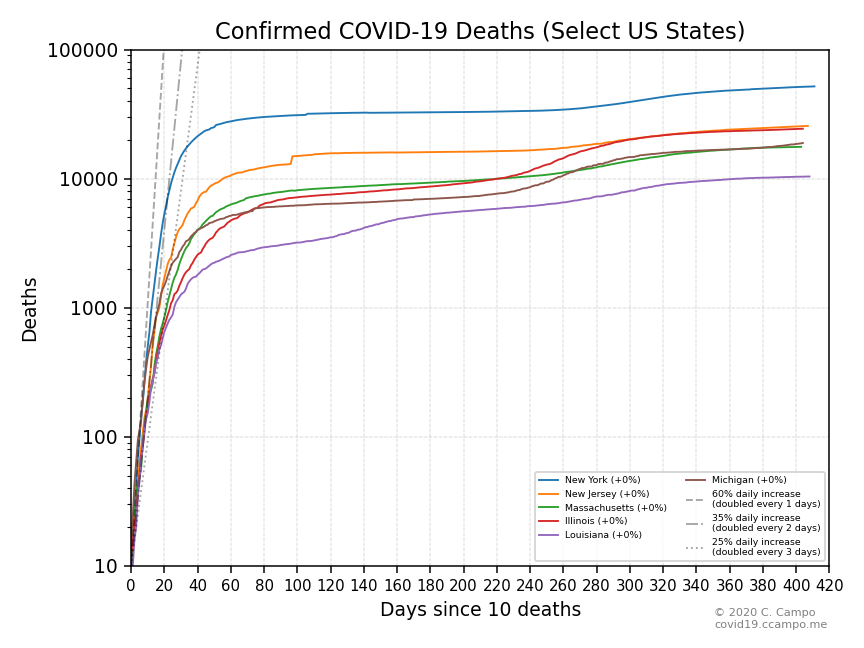 Confirmed COVID-19 Deaths (Select US States)
100000
10000
1000
100
10
Deaths
0 20 40 60 80 100 120 140 160 180 200 220 240 260 280 300 320 340 360 380 400 420
Days since 10 deaths
New York (+0%)
New Jersey (+0%)
Massachusetts (+0%)
Illinois (+0%)
Louisiana (+0%)
Michigan (+0%)
60% daily increase
(doubled every 1 days)
35% daily increase
(doubled every 2 days)
25% daily increase
(doubled every 3 days)
© 2020 C. Campo
covid19.ccampo.me